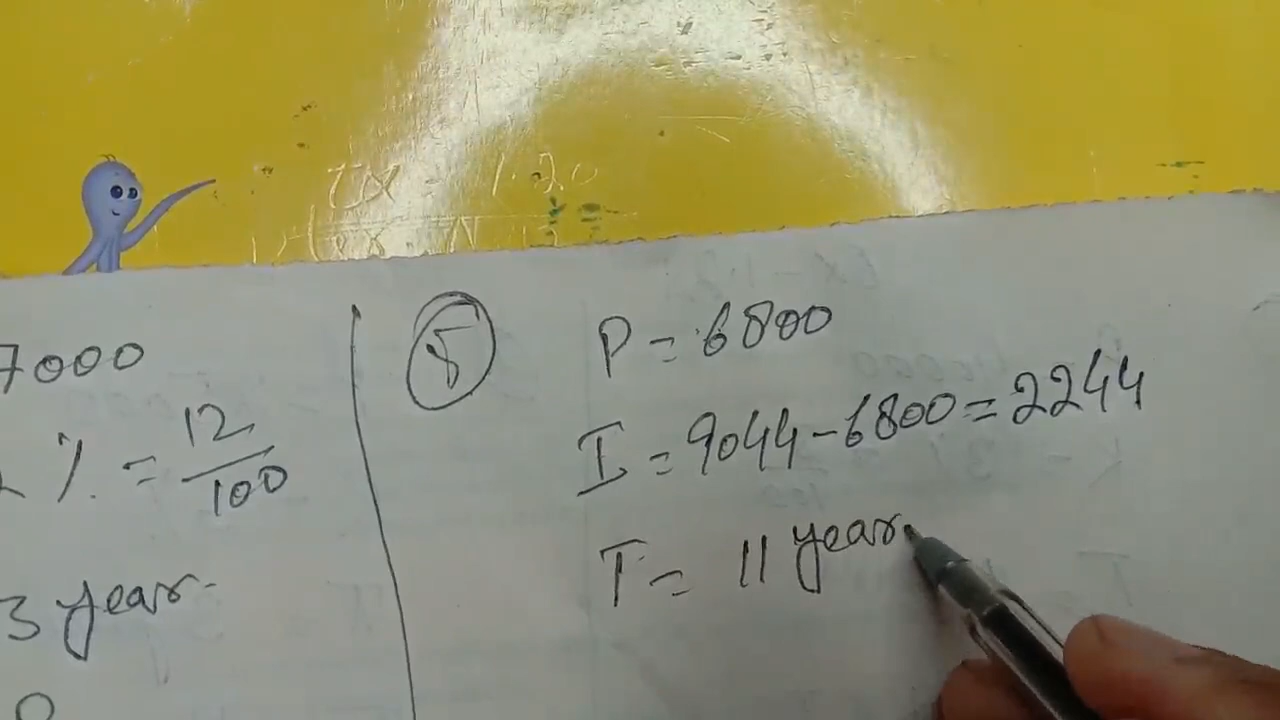 7000
% = 12/100
3 year
5
P = 6800
I = 9044 - 6800 = 2244
T = 11 year